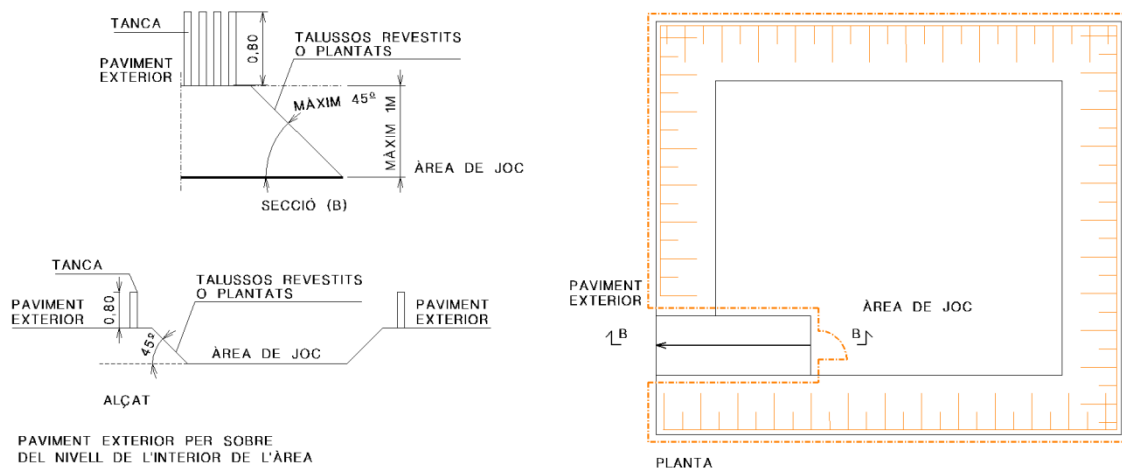 TANCA
PAVIMENT
EXTERIOR
0,80
TALUSSOS REVESTITS
O PLANTATS
MÀXIM 45º
MÀXIM 1M
ÀREA DE JOC
SECCIÓ (B)
TANCA
PAVIMENT
EXTERIOR
0,80
TALUSSOS REVESTITS
O PLANTATS
PAVIMENT
EXTERIOR
45º
ÀREA DE JOC
ALÇAT
PAVIMENT EXTERIOR PER SOBRE
DEL NIVELL DE L'INTERIOR DE L'ÀREA
PAVIMENT
EXTERIOR
ÀREA DE JOC
B
B
PLANTA